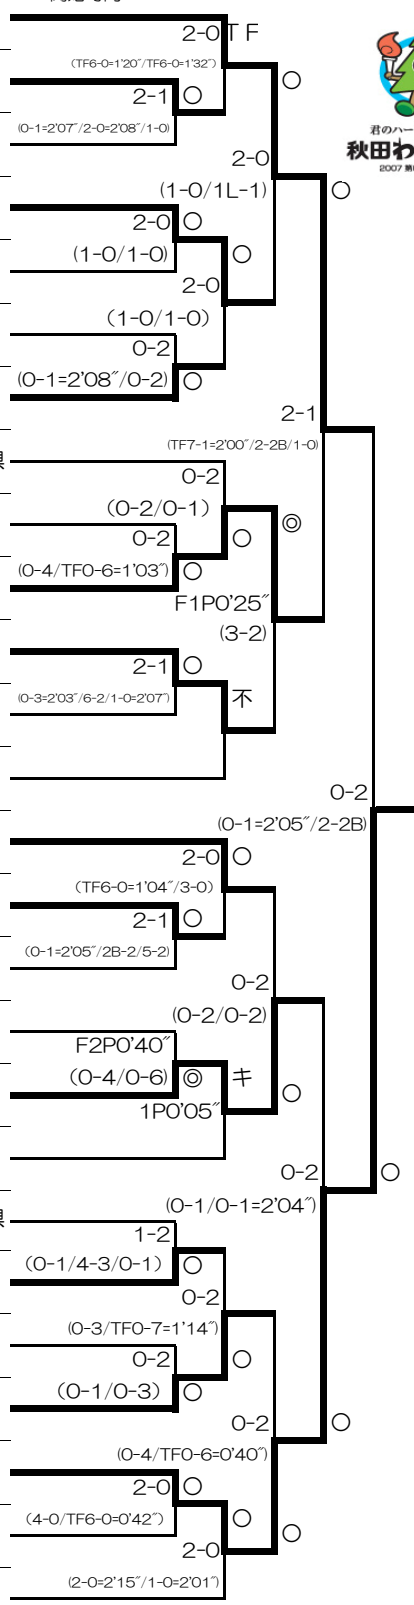 2-0 TF
(TF6-0=1'20″/TF6-0=1'32″)
2-1 ○
(0-1=2'07″/2-0=2'08″/1-0)
○
君のハー
秋田わ
2007
2-0
(1-0/1L-1)
○
2-0 ○
(1-0/1-0)
○
2-0
(1-0/1-0)
0-2
(0-1=2'08″/0-2) ○
2-1
(TF7-1=2'00″/2-2B/1-0)
0-2
(0-2/0-1)
◎
0-2 ○
(0-4/TF0-6=1'03″) ○
F1P0'25″
(3-2)
2-1 ○
(0-3=2'03″/6-2/1-0=2'07″)
不
0-2
(0-1=2'05″/2-2B)
2-0 ○
(TF6-0=1'04″/3-0)
2-1 ○
(0-1=2'05″/2B-2/5-2)
0-2
(0-2/0-2)
F2P0'40″
(0-4/0-6) ◎ キ
○
1P0'05″
0-2 ○
(0-1/0-1=2'04″)
1-2
(0-1/4-3/0-1) ○
0-2
(0-3/TF0-7=1'14″)
0-2 ○
(0-1/0-3) ○
0-2 ○
(0-4/TF0-6=0'40″)
2-0 ○
(4-0/TF6-0=0'42″) ○
○
2-0
(2-0=2'15″/1-0=2'01″)